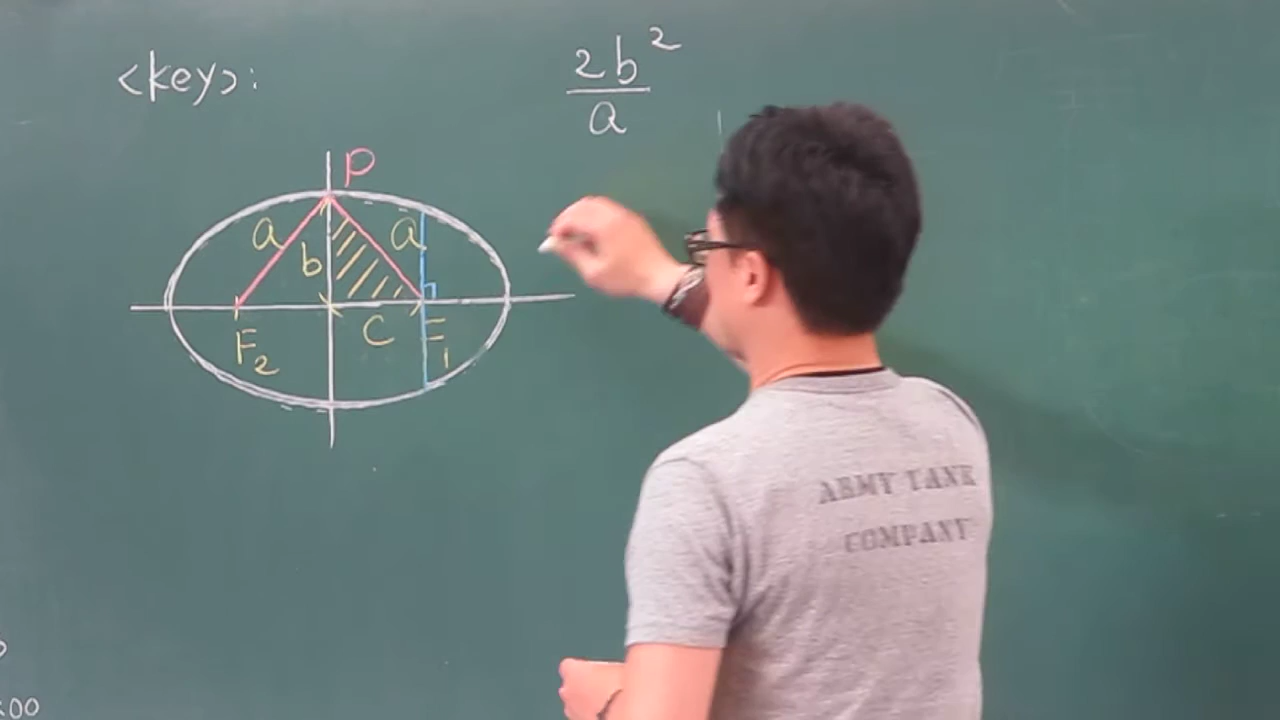 <key>:
2b²
a
P
a
b
a
C
F₂
F₁
ARMY TANK
COMPANY